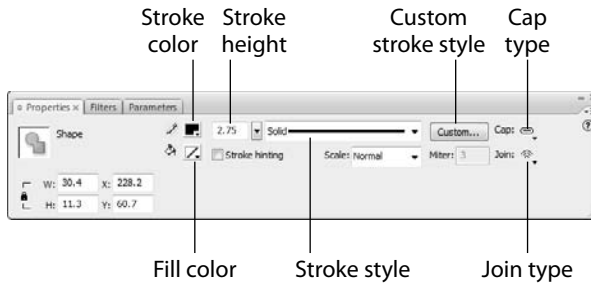 Stroke color
Stroke height
Custom stroke style
Cap type
Properties × Filters Parameters
Shape
2.75 Solid Custom... Cap:
Stroke hinting Scale: Normal Miter: 3 Join:
W: 30.4 X: 228.2
H: 11.3 Y: 60.7
Fill color Stroke style Join type